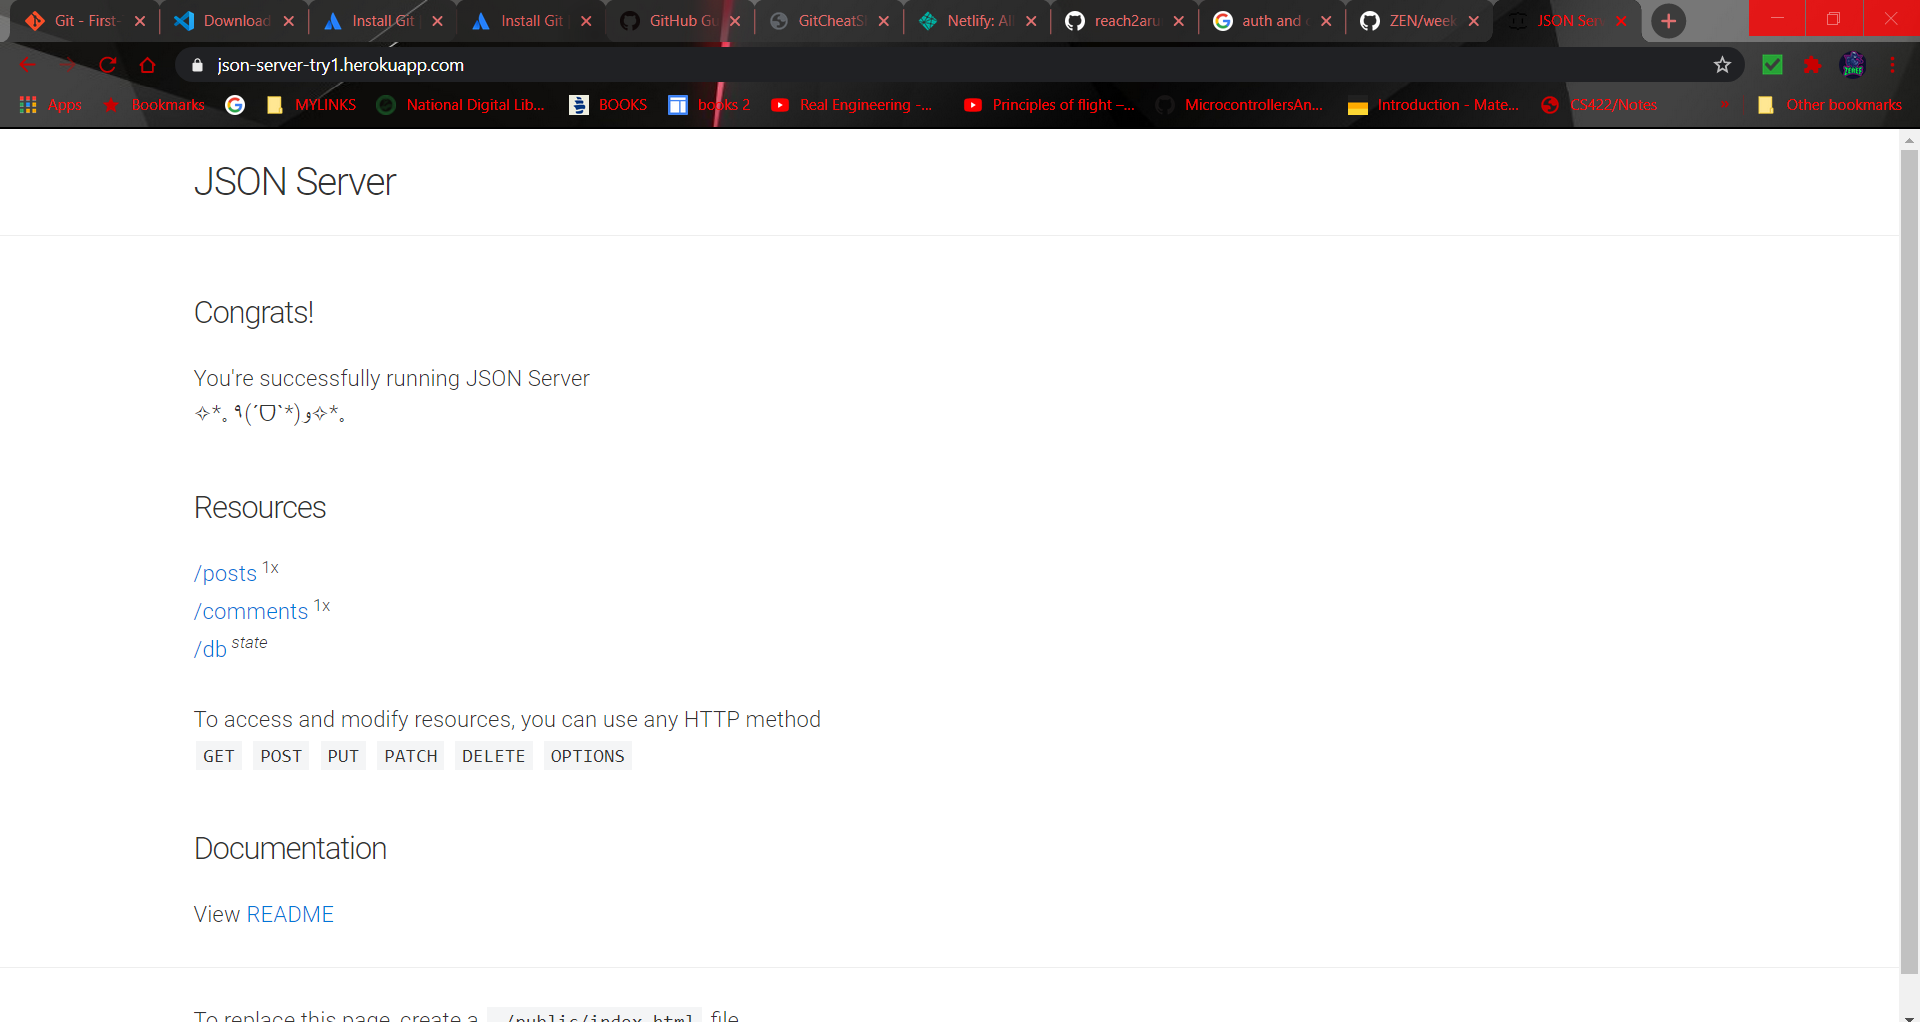 Git - First-
Download
Install Git
Install Git
GitHub Gu
GitCheatS
Netlify: All
reach2aru
auth and
ZEN/week
JSON Serv
json-server-try1.herokuapp.com
Apps
Bookmarks
MYLINKS
National Digital Lib...
BOOKS
books 2
Real Engineering -...
Principles of flight –...
MicrocontrollersAn...
Introduction - Mate...
CS422/Notes
»
Other bookmarks
JSON Server
Congrats!
You're successfully running JSON Server
✧*。٩(ˊᗜˋ*)و✧*。
Resources
/posts 1x
/comments 1x
/db state
To access and modify resources, you can use any HTTP method
GET POST PUT PATCH DELETE OPTIONS
Documentation
View README
To replace this page, create a ./public/index.html file.